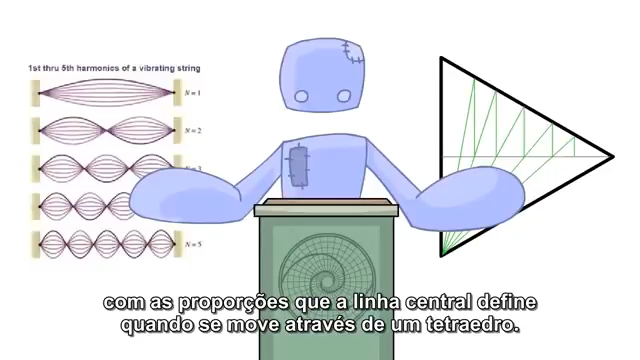 1st thru 5th harmonics of a vibrating string
N = 1
N = 2
3
N = 5
com as proporções que a linha central define
quando se move através de um tetraedro.